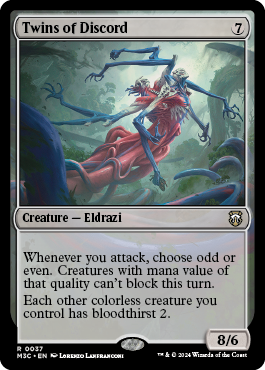 Twins of Discord 7
Creature — Eldrazi
Whenever you attack, choose odd or
even. Creatures with mana value of
that quality can't block this turn.
Each other colorless creature you
control has bloodthirst 2.
8/6
R 0037
M3C • EN Lorenzo Lanfranconi ™ & © 2024 Wizards of the Coast